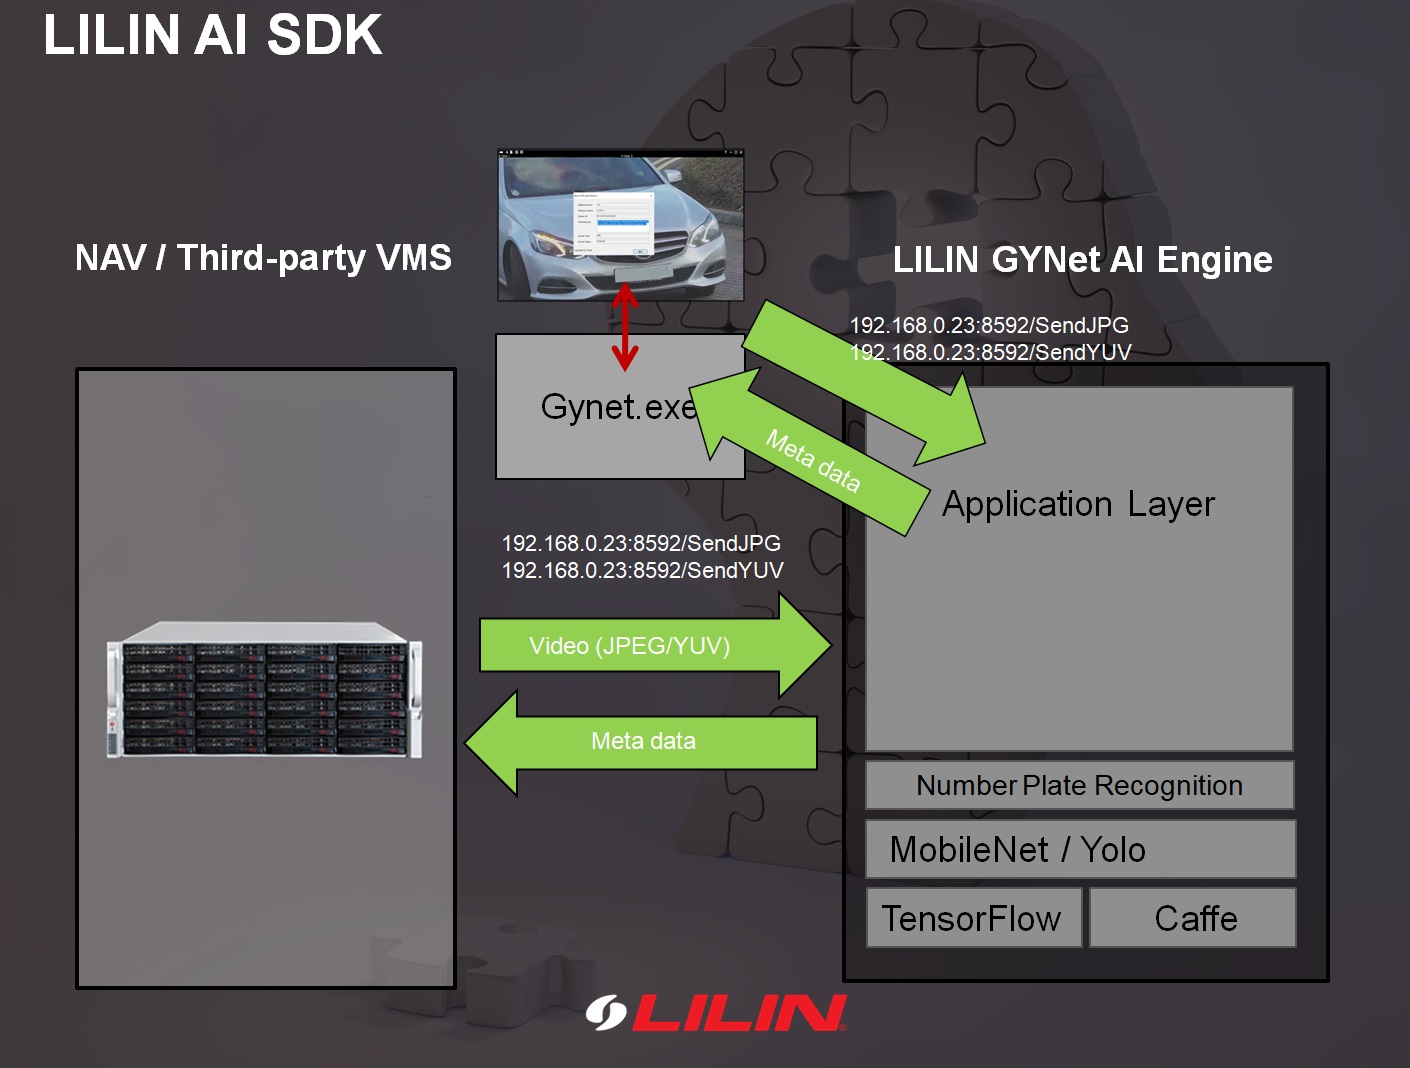 LILIN AI SDK
NAV / Third-party VMS
LILIN GYNet AI Engine
192.168.0.23:8592/SendJPG
192.168.0.23:8592/SendYUV
Gynet.exe
Meta data
Application Layer
192.168.0.23:8592/SendJPG
192.168.0.23:8592/SendYUV
Video (JPEG/YUV)
Meta data
Number Plate Recognition
MobileNet / Yolo
TensorFlow
Caffe
LILIN